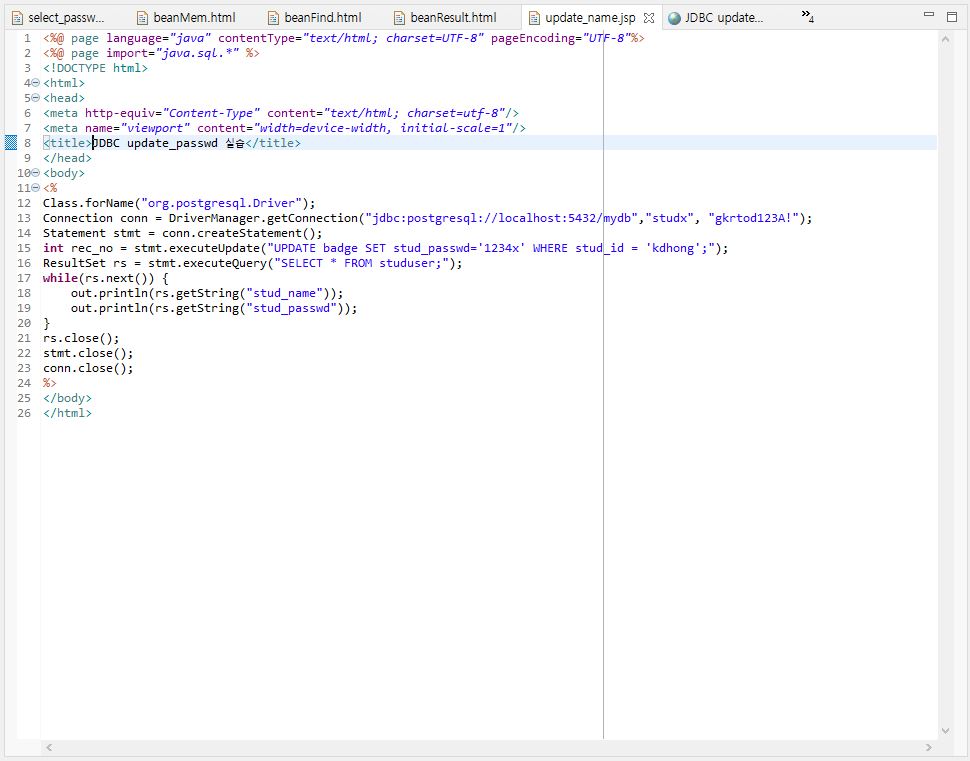 select_passw... beanMem.html beanFind.html beanResult.html update_name.jsp JDBC update... »4
1 <%@ page language="java" contentType="text/html; charset=UTF-8" pageEncoding="UTF-8"%>
2 <%@ page import="java.sql.*" %>
3 <!DOCTYPE html>
4 <html>
5 <head>
6 <meta http-equiv="Content-Type" content="text/html; charset=utf-8"/>
7 <meta name="viewport" content="width=device-width, initial-scale=1"/>
8 <title>JDBC update_passwd 실습</title>
9 </head>
10 <body>
11 <%
12 Class.forName("org.postgresql.Driver");
13 Connection conn = DriverManager.getConnection("jdbc:postgresql://localhost:5432/mydb","studx", "gkrtod123A!");
14 Statement stmt = conn.createStatement();
15 int rec_no = stmt.executeUpdate("UPDATE badge SET stud_passwd='1234x' WHERE stud_id = 'kdhong';");
16 ResultSet rs = stmt.executeQuery("SELECT * FROM studuser;");
17 while(rs.next()) {
18     out.println(rs.getString("stud_name"));
19     out.println(rs.getString("stud_passwd"));
20 }
21 rs.close();
22 stmt.close();
23 conn.close();
24 %>
25 </body>
26 </html>